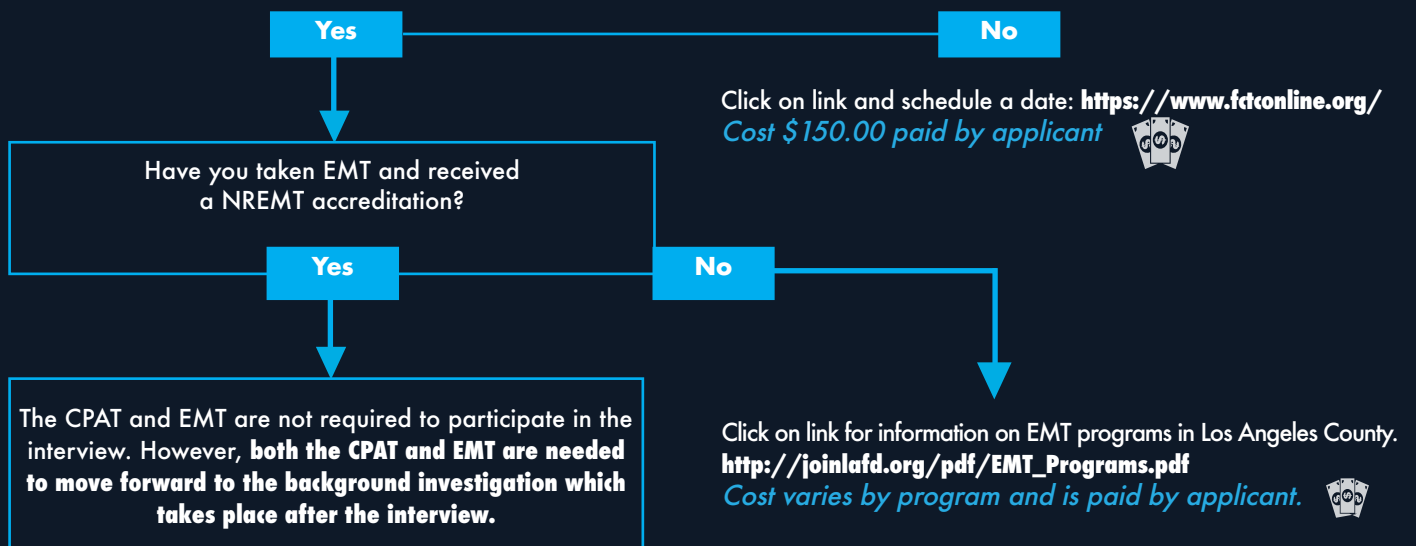 Yes
No
Click on link and schedule a date: https://www.fctconline.org/
Cost $150.00 paid by applicant
Have you taken EMT and received
a NREMT accreditation?
Yes
No
The CPAT and EMT are not required to participate in the
interview. However, both the CPAT and EMT are needed
to move forward to the background investigation which
takes place after the interview.
Click on link for information on EMT programs in Los Angeles County.
http://joinlafd.org/pdf/EMT_Programs.pdf
Cost varies by program and is paid by applicant.